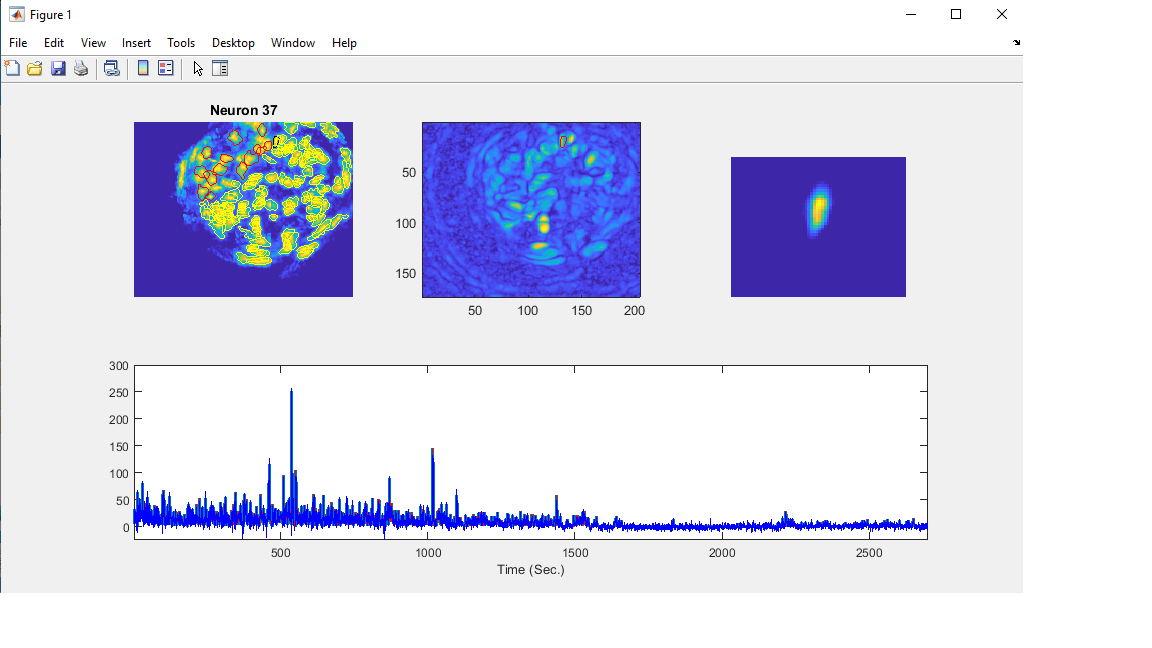 Figure 1
File Edit View Insert Tools Desktop Window Help
Neuron 37
50
100
150
50 100 150 200
300
250
200
150
100
50
0
500 1000 1500 2000 2500
Time (Sec.)